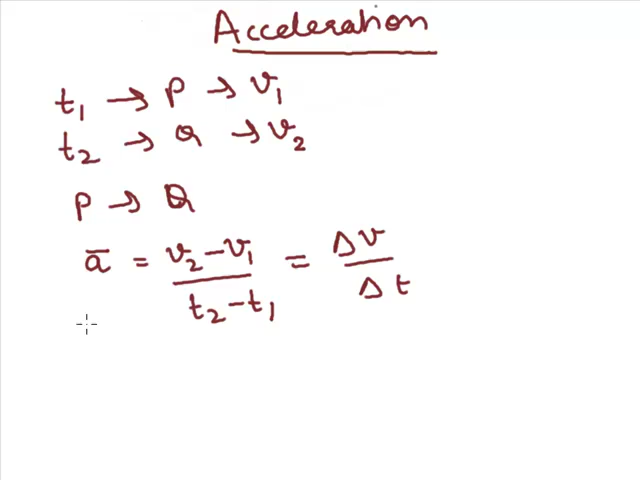 Acceleration
t₁ → P → v₁
t₂ → Q → v₂
P → Q
a̅ = v₂-v₁ / t₂-t₁ = Δv / Δt